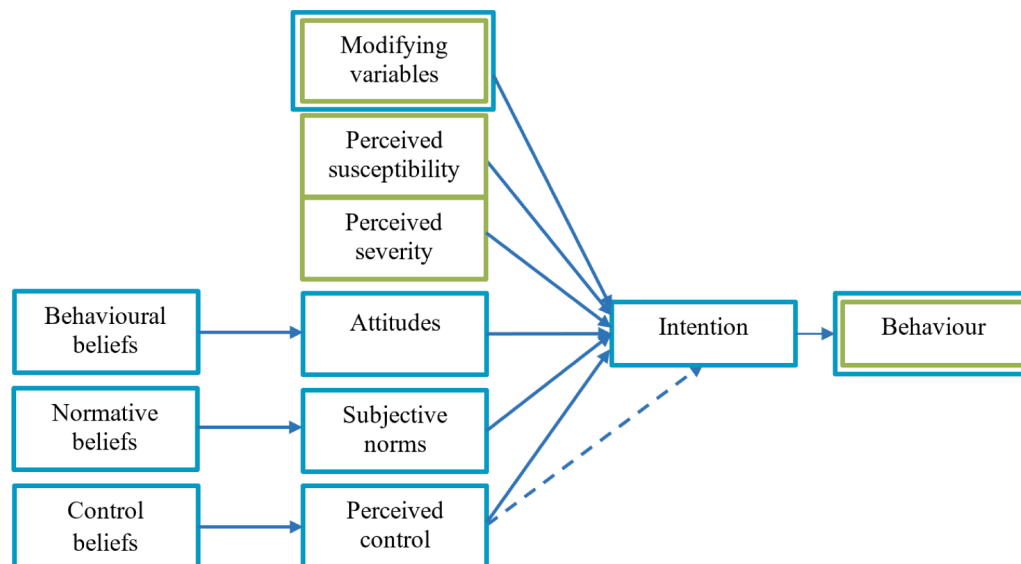 Modifying
variables
Perceived
susceptibility
Perceived
severity
Behavioural
beliefs
Attitudes
Intention
Behaviour
Normative
beliefs
Subjective
norms
Control
beliefs
Perceived
control